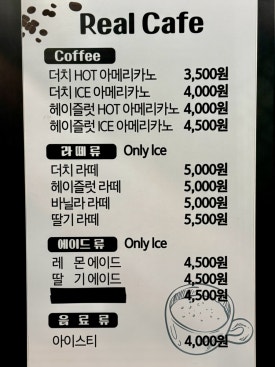 Real Cafe
Coffee
더치 HOT 아메리카노 3,500원
더치 ICE 아메리카노 4,000원
헤이즐럿 HOT 아메리카노 4,000원
헤이즐럿 ICE 아메리카노 4,500원
라떼류 Only Ice
더치 라떼 5,000원
헤이즐럿 라떼 5,000원
바닐라 라떼 5,000원
딸기 라떼 5,500원
에이드류 Only Ice
레 몬 에이드 4,500원
딸 기 에이드 4,500원
4,500원
음료류
아이스티 4,000원